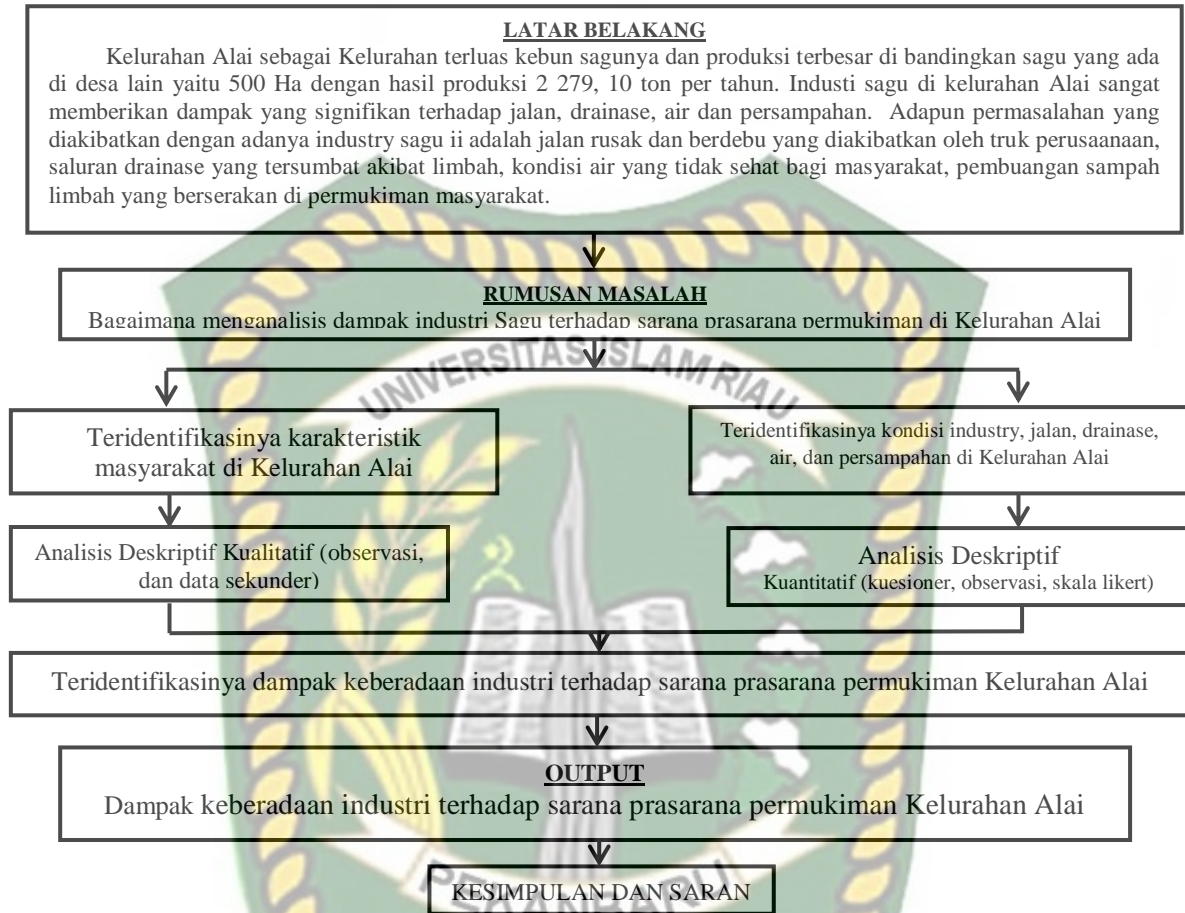 LATAR BELAKANG
Kelurahan Alai sebagai Kelurahan terluas kebun sagunya dan produksi terbesar di bandingkan sagu yang ada
di desa lain yaitu 500 Ha dengan hasil produksi 2 279, 10 ton per tahun. Industi sagu di kelurahan Alai sangat
memberikan dampak yang signifikan terhadap jalan, drainase, air dan persampahan. Adapun permasalahan yang
diakibatkan dengan adanya industry sagu ii adalah jalan rusak dan berdebu yang diakibatkan oleh truk perusaanaan,
saluran drainase yang tersumbat akibat limbah, kondisi air yang tidak sehat bagi masyarakat, pembuangan sampah
limbah yang berserakan di permukiman masyarakat.
RUMUSAN MASALAH
Bagaimana menganalisis dampak industri Sagu terhadap sarana prasarana permukiman di Kelurahan Alai
UNIVERSITAS ISLAM RIAU
Teridentifikasinya karakteristik
masyarakat di Kelurahan Alai
Teridentifikasinya kondisi industry, jalan, drainase,
air, dan persampahan di Kelurahan Alai
Analisis Deskriptif Kualitatif (observasi,
dan data sekunder)
Analisis Deskriptif
Kuantitatif (kuesioner, observasi, skala likert)
Teridentifikasinya dampak keberadaan industri terhadap sarana prasarana permukiman Kelurahan Alai
OUTPUT
Dampak keberadaan industri terhadap sarana prasarana permukiman Kelurahan Alai
KESIMPULAN DAN SARAN
PEKANBARU